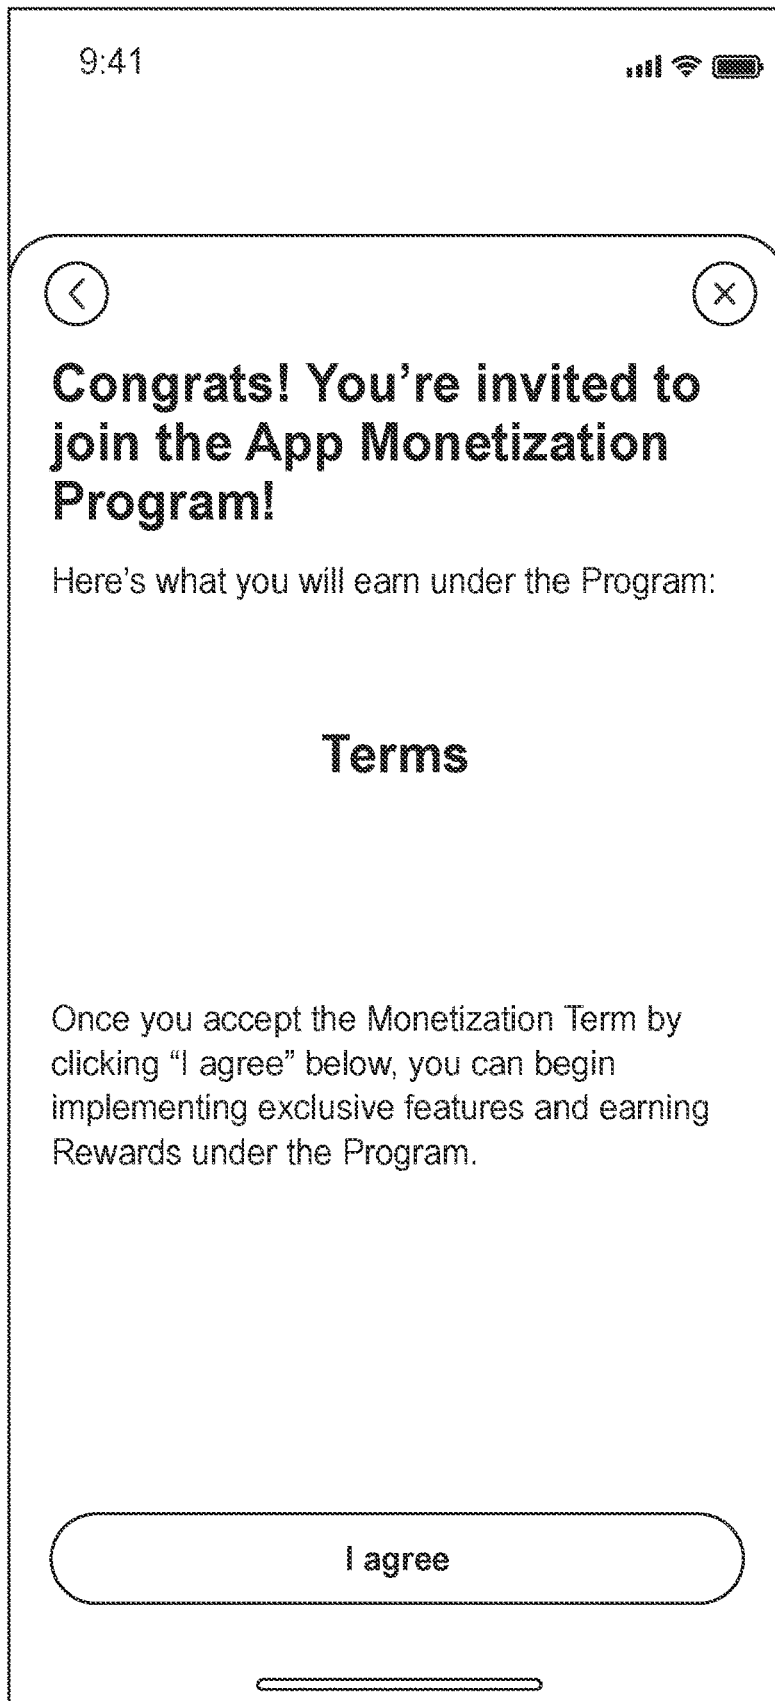 9:41
Congrats! You’re invited to
join the App Monetization
Program!
Here’s what you will earn under the Program:
Terms
Once you accept the Monetization Term by
clicking “I agree” below, you can begin
implementing exclusive features and earning
Rewards under the Program.
I agree